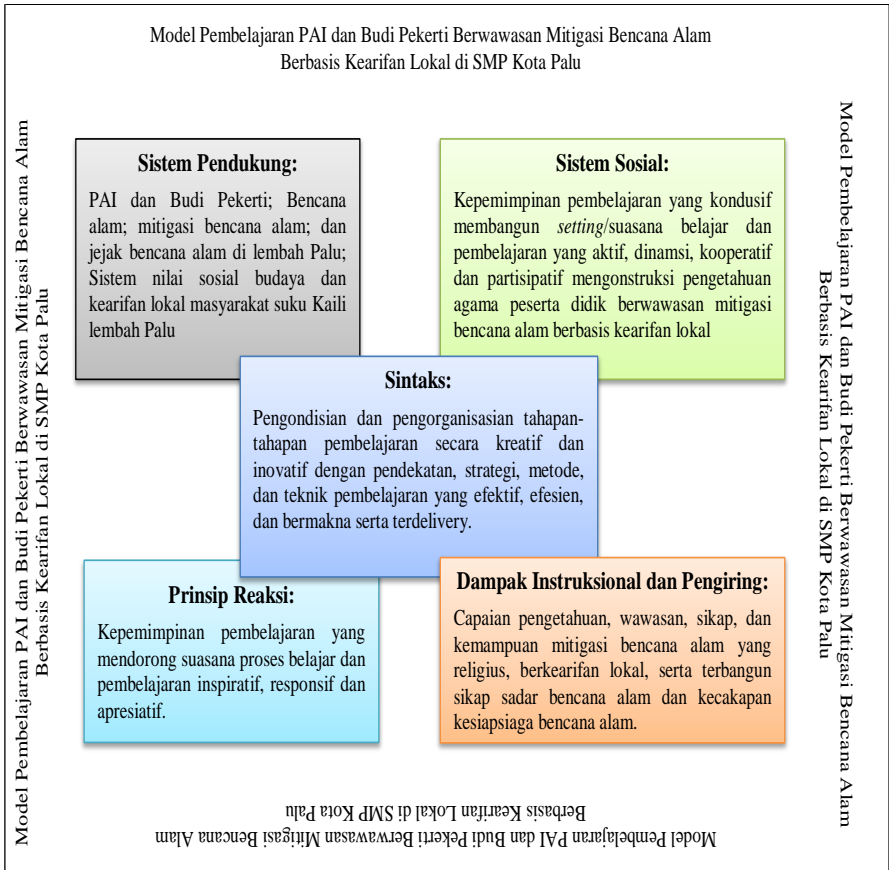 Model Pembelajaran PAI dan Budi Pekerti Berwawasan Mitigasi Bencana Alam
Berbasis Kearifan Lokal di SMP Kota Palu
Model Pembelajaran PAI dan Budi Pekerti Berwawasan Mitigasi Bencana Alam
Berbasis Kearifan Lokal di SMP Kota Palu
Sistem Pendukung:
PAI dan Budi Pekerti; Bencana
alam; mitigasi bencana alam; dan
jejak bencana alam di lembah Palu;
Sistem nilai sosial budaya dan
kearifan lokal masyarakat suku Kaili
lembah Palu
Sistem Sosial:
Kepemimpinan pembelajaran yang kondusif
membangun setting/suasana belajar dan
pembelajaran yang aktif, dinamsi, kooperatif
dan partisipatif mengonstruksi pengetahuan
agama peserta didik berwawasan mitigasi
bencana alam berbasis kearifan lokal
Sintaks:
Pengondisian dan pengorganisasian tahapan-
tahapan pembelajaran secara kreatif dan
inovatif dengan pendekatan, strategi, metode,
dan teknik pembelajaran yang efektif, efesien,
dan bermakna serta terdelivery.
Prinsip Reaksi:
Kepemimpinan pembelajaran yang
mendorong suasana proses belajar dan
pembelajaran inspiratif, responsif dan
apresiatif.
Dampak Instruksional dan Pengiring:
Capaian pengetahuan, wawasan, sikap, dan
kemampuan mitigasi bencana alam yang
religius, berkearifan lokal, serta terbangun
sikap sadar bencana alam dan kecakapan
kesiapsiaga bencana alam.
Model Pembelajaran PAI dan Budi Pekerti Berwawasan Mitigasi Bencana Alam
Berbasis Kearifan Lokal di SMP Kota Palu
Model Pembelajaran PAI dan Budi Pekerti Berwawasan Mitigasi Bencana Alam
Berbasis Kearifan Lokal di SMP Kota Palu